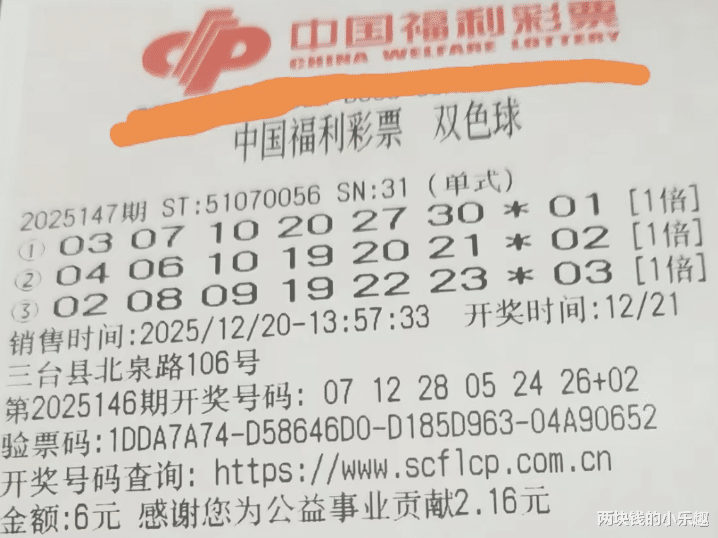 中国福利彩票
CHINA WELFARE LOTTERY
中国福利彩票 双色球
2025147期 ST:51070056 SN:31 (单式)
① 03 07 10 20 27 30 * 01 [1倍]
② 04 06 10 19 20 21 * 02 [1倍]
③ 02 08 09 19 22 23 * 03 [1倍]
销售时间:2025/12/20-13:57:33 开奖时间:12/21
三台县北泉路106号
第2025146期开奖号码: 07 12 28 05 24 26+02
验票码:1DDA7A74-D58646D0-D185D963-04A90652
开奖号码查询: https://www.scflcp.com.cn
金额:6元 感谢您为公益事业贡献2.16元
两块钱的小乐趣